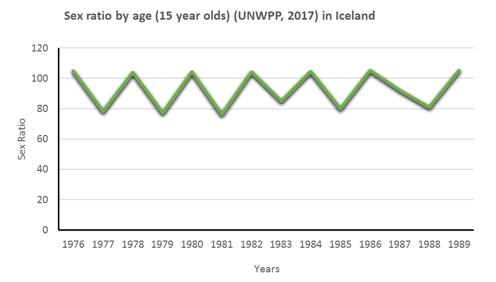 Sex ratio by age (15 year olds) (UNWPP, 2017) in Iceland
120
100
80
60
40
20
0
Sex Ratio
1976 1977 1978 1979 1980 1981 1982 1983 1984 1985 1986 1987 1988 1989
Years